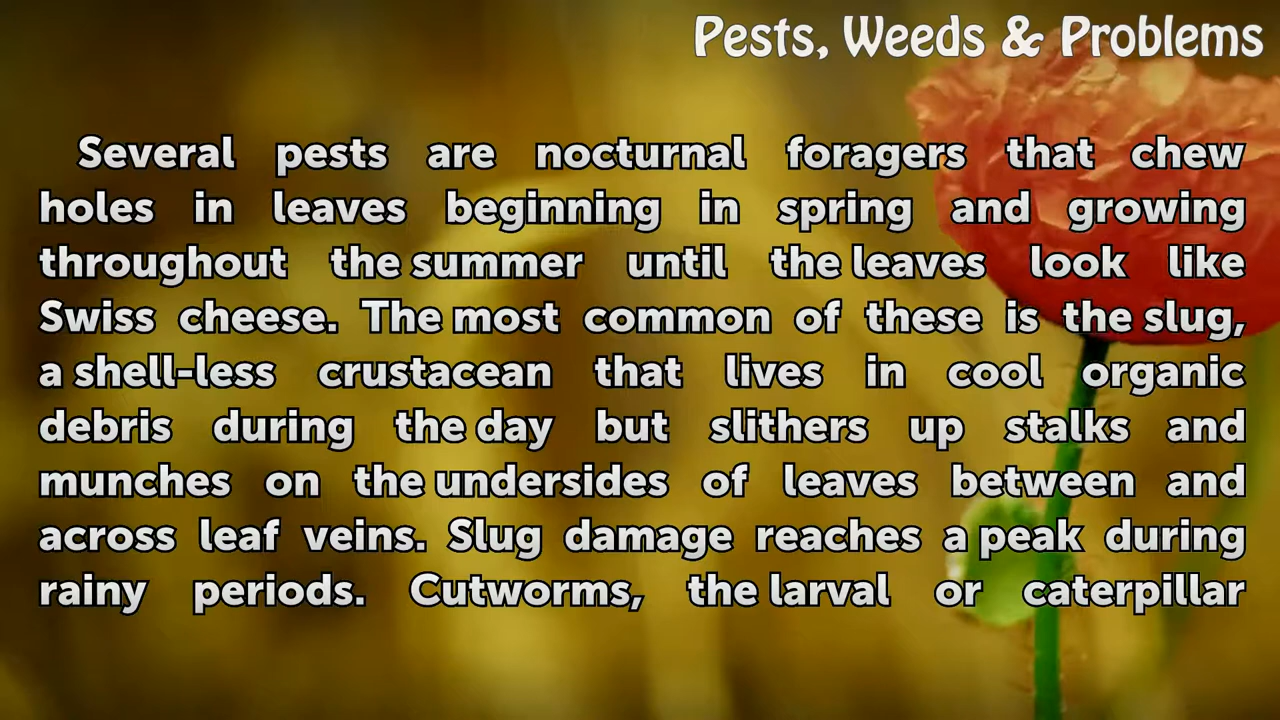 Pests, Weeds & Problems
Several pests are nocturnal foragers that chew
holes in leaves beginning in spring and growing
throughout the summer until the leaves look like
Swiss cheese. The most common of these is the slug,
a shell-less crustacean that lives in cool organic
debris during the day but slithers up stalks and
munches on the undersides of leaves between and
across leaf veins. Slug damage reaches a peak during
rainy periods. Cutworms, the larval or caterpillar